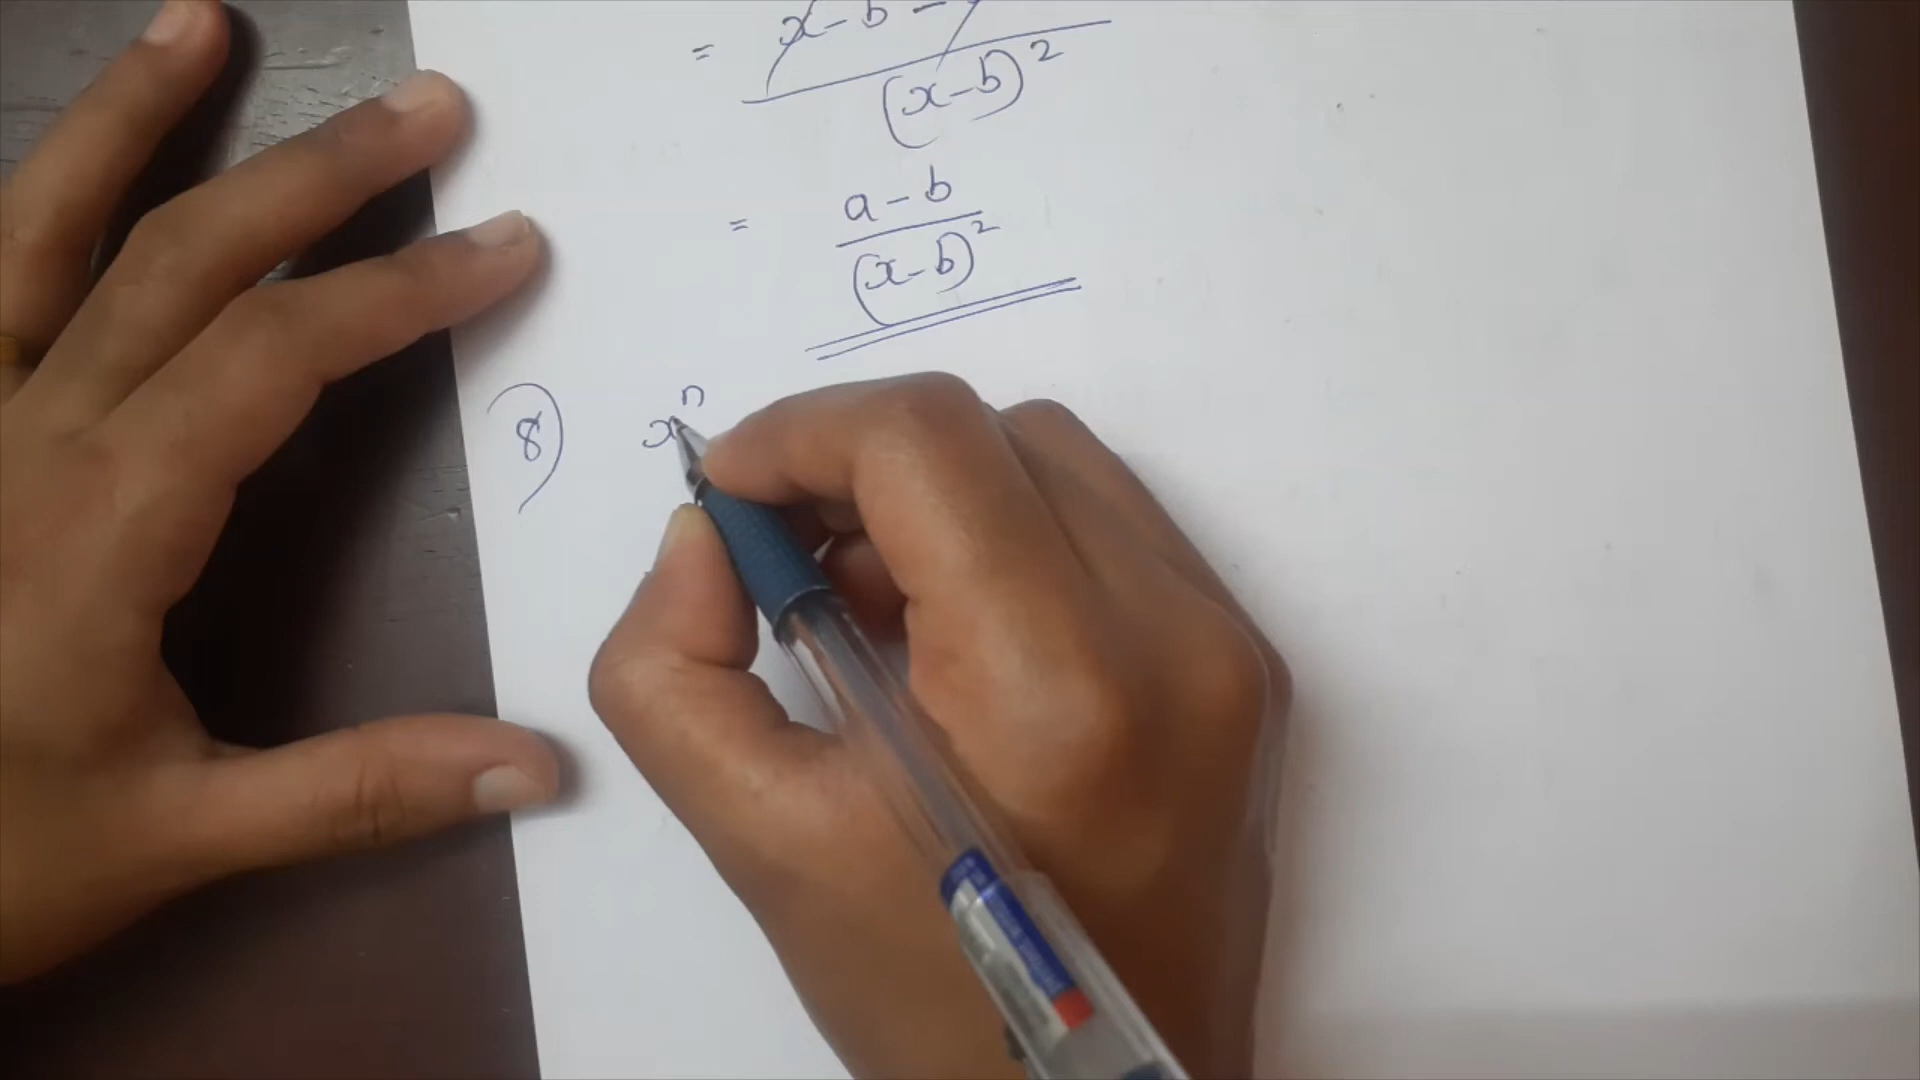 = x-b-
(x-b)²
= a-b
(x-b)²
8) xⁿ